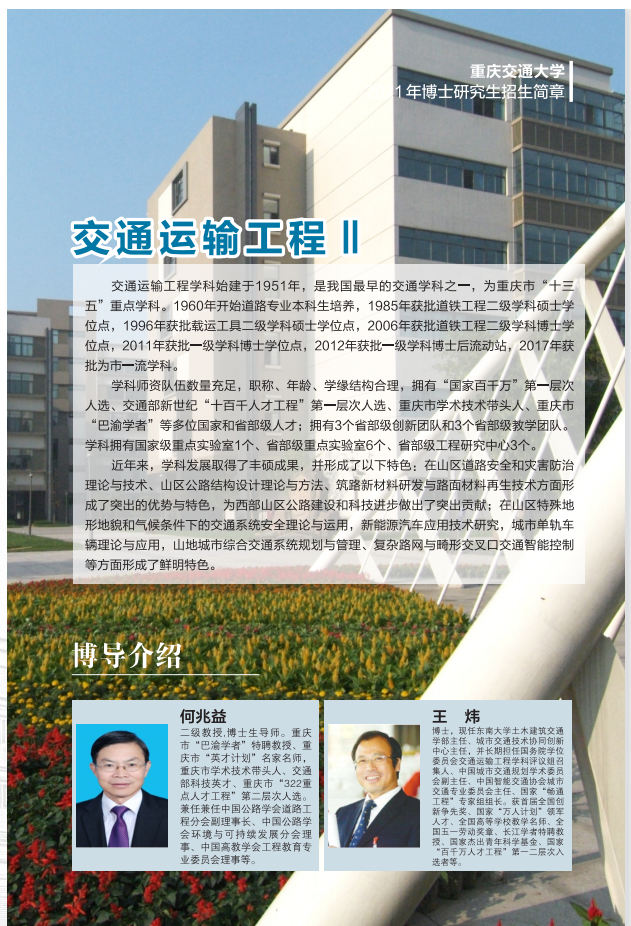 重庆交通大学
1年博士研究生招生简章
交通运输工程Ⅱ
交通运输工程学科始建于1951年，是我国最早的交通学科之一，为重庆市“十三
五”重点学科。1960年开始道路专业本科生培养，1985年获批道铁工程二级学科硕士学
位点，1996年获批载运工具二级学科硕士学位点，2006年获批道铁工程二级学科博士学
位点，2011年获批一级学科博士学位点，2012年获批一级学科博士后流动站，2017年获
批为市一流学科。
学科师资队伍数量充足，职称、年龄、学缘结构合理，拥有“国家百千万”第一层次
人选、交通部新世纪“十百千人才工程”第一层次人选、重庆市学术技术带头人、重庆市
“巴渝学者”等多位国家和省部级人才；拥有3个省部级创新团队和3个省部级教学团队。
学科拥有国家级重点实验室1个、省部级重点实验室6个、省部级工程研究中心3个。
近年来，学科发展取得了丰硕成果，并形成了以下特色：在山区道路安全和灾害防治
理论与技术、山区公路结构设计理论与方法、筑路新材料研发与路面材料再生技术方面形
成了突出的优势与特色，为西部山区公路建设和科技进步做出了突出贡献；在山区特殊地
形地貌和气候条件下的交通系统安全理论与运用，新能源汽车应用技术研究，城市单轨车
辆理论与应用，山地城市综合交通系统规划与管理、复杂路网与畸形交叉口交通智能控制
等方面形成了鲜明特色。
博导介绍
何兆益
二级教授,博士生导师。重庆
市“巴渝学者”特聘教授、重
庆市“英才计划”名家名师，
重庆市学术技术带头人、交通
部科技英才、重庆市“322重
点人才工程”第二层次人选。
兼任兼任中国公路学会道路工
程分会副理事长、中国公路学
会环境与可持续发展分会理
事、中国高教学会工程教育专
业委员会理事等。
王 炜
博士，现任东南大学土木建筑交通
学部主任、城市交通技术协同创新
中心主任，并长期担任国务院学位
委员会交通运输工程学科评议组召
集人、中国城市交通规划学术委员
会副主任、中国智能交通协会城市
交通专业委员会主任、国家“畅通
工程”专家组组长。获首届全国创
新争先奖、国家“万人计划”领军
人才、全国高等学校教学名师、全
国五一劳动奖章、长江学者特聘教
授、国家杰出青年科学基金、国家
“百千万人才工程”第一二层次入
选者等。